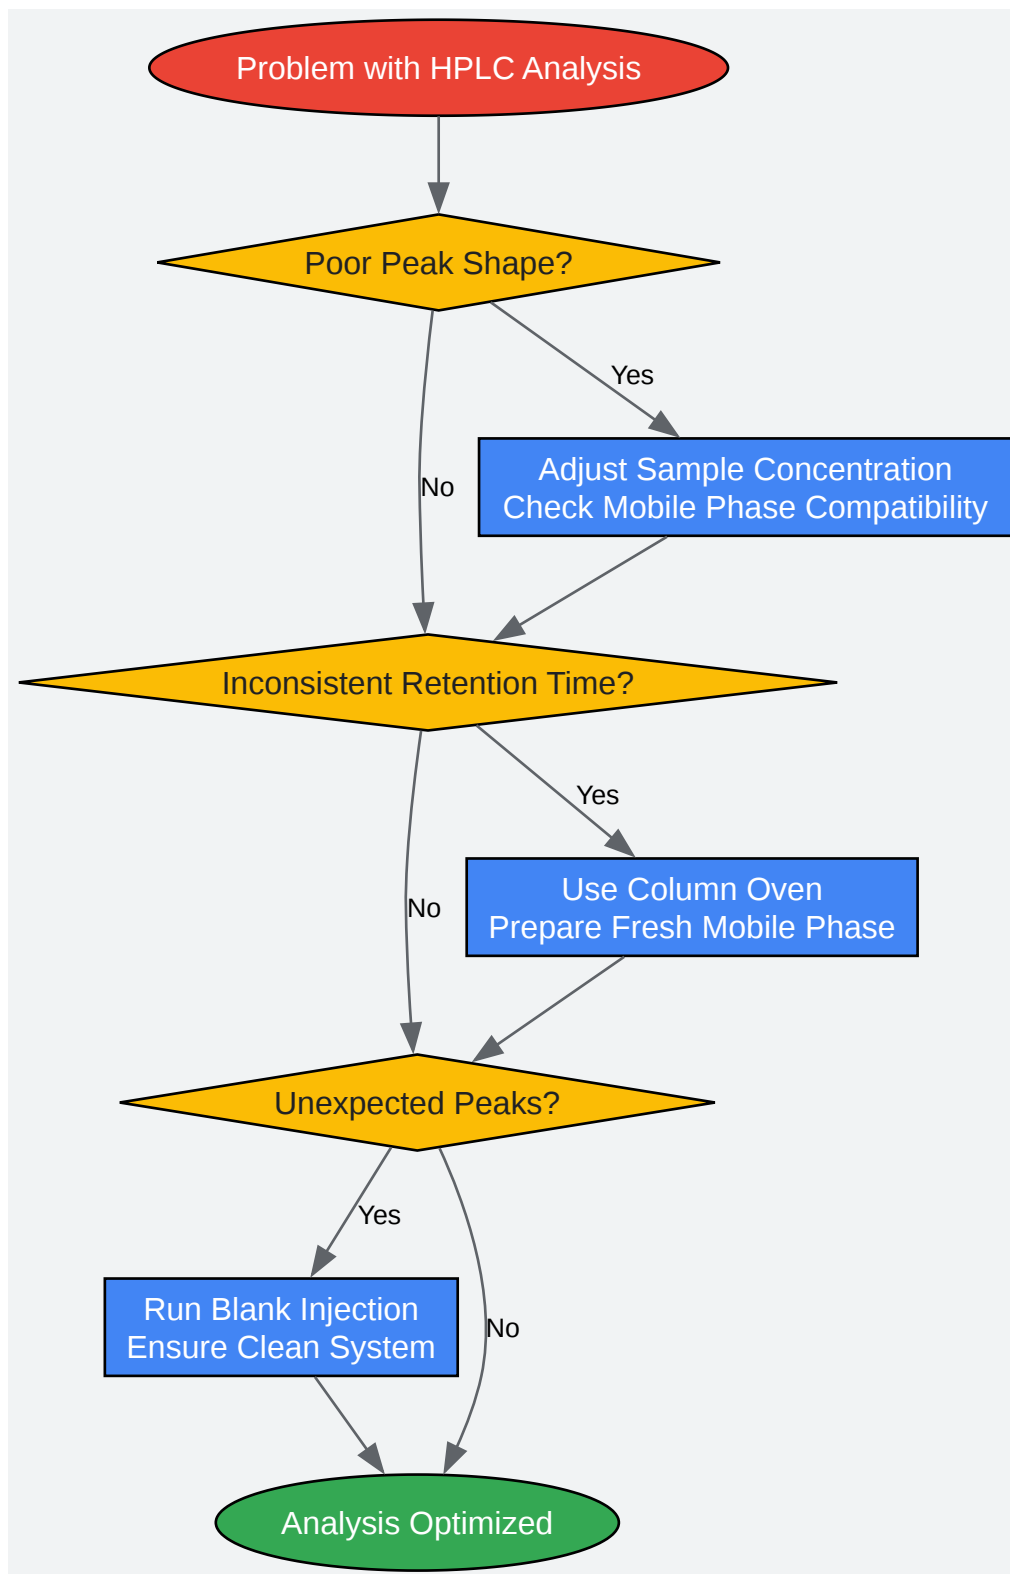 Problem with HPLC Analysis
Poor Peak Shape?
Yes
Adjust Sample Concentration
Check Mobile Phase Compatibility
No
Inconsistent Retention Time?
Yes
Use Column Oven
Prepare Fresh Mobile Phase
No
Unexpected Peaks?
Yes
Run Blank Injection
Ensure Clean System
No
Analysis Optimized